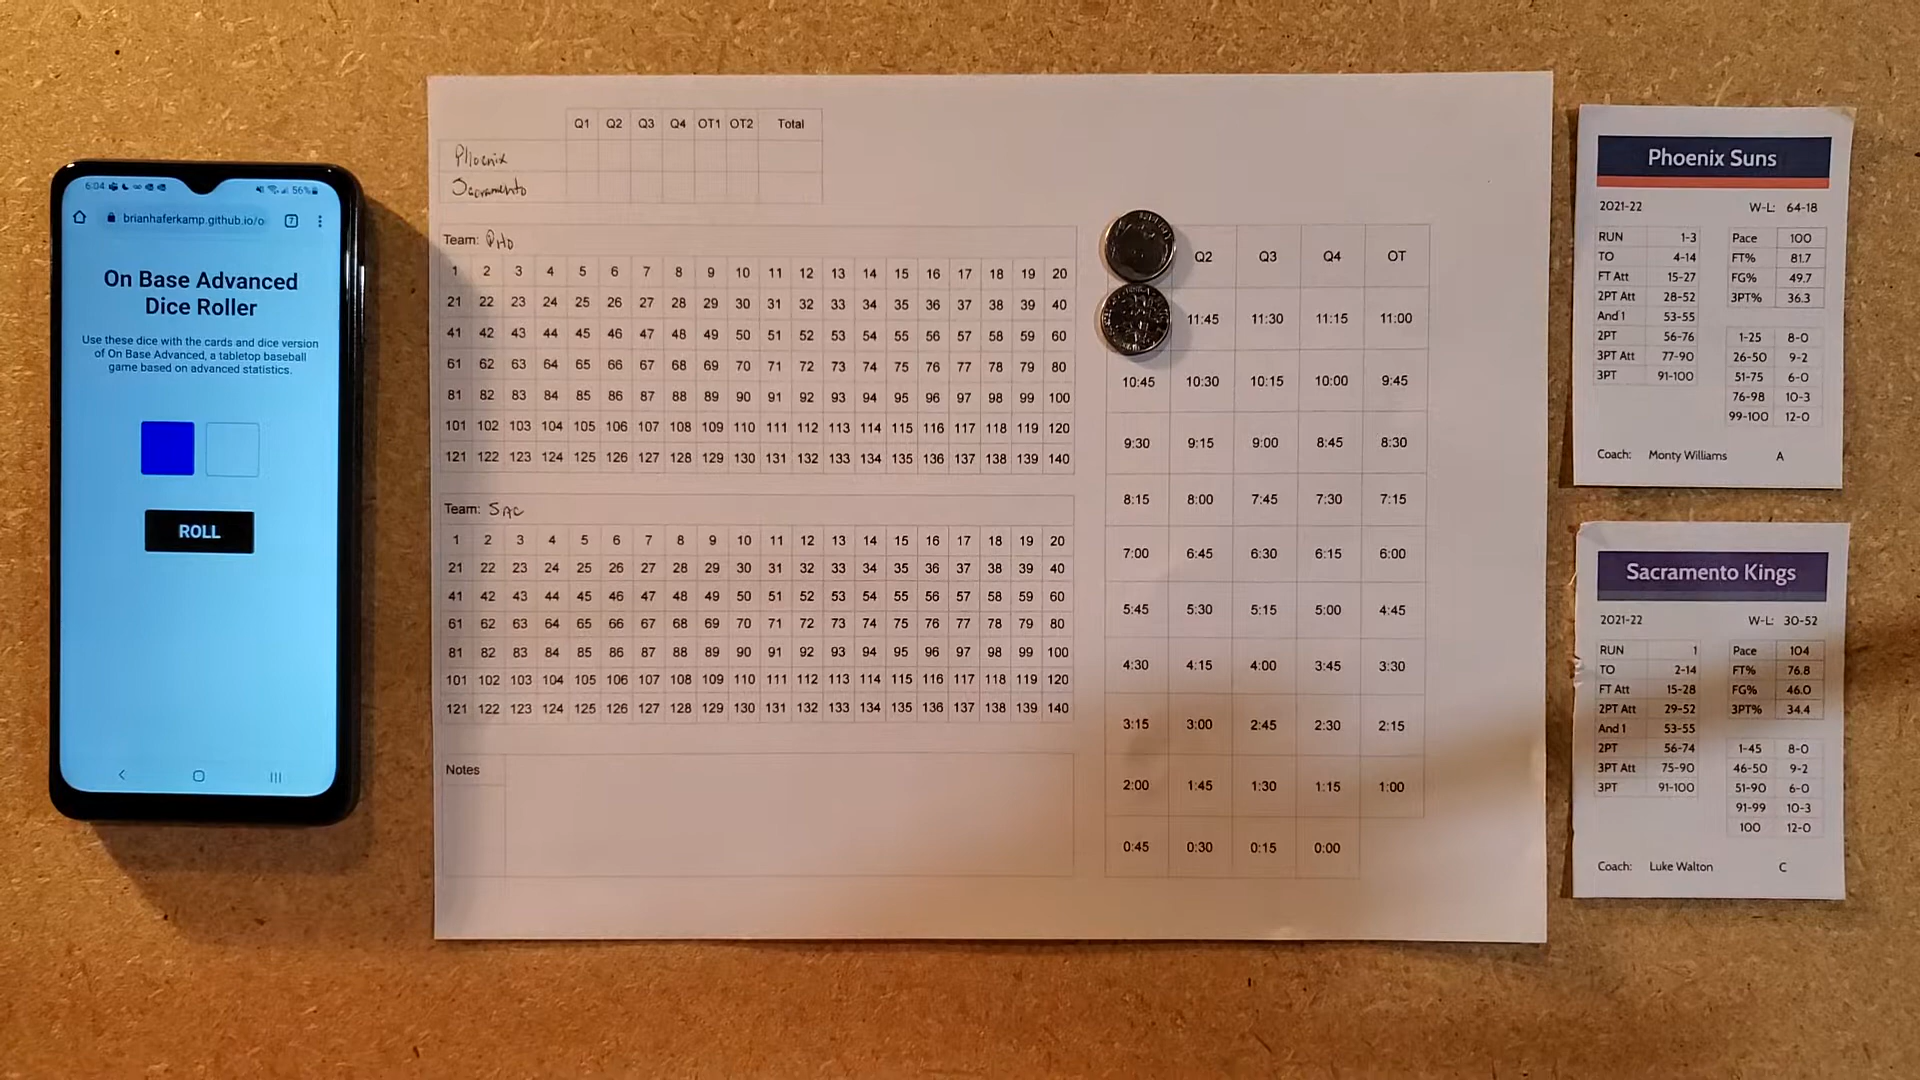 6:04 56%
brianhaferkamp.github.io/o 7
On Base Advanced
Dice Roller
Use these dice with the cards and dice version
of On Base Advanced, a tabletop baseball
game based on advanced statistics.
ROLL
Q1 Q2 Q3 Q4 OT1 OT2 Total
Phoenix
Sacramento
Team: PHO
1 2 3 4 5 6 7 8 9 10 11 12 13 14 15 16 17 18 19 20
21 22 23 24 25 26 27 28 29 30 31 32 33 34 35 36 37 38 39 40
41 42 43 44 45 46 47 48 49 50 51 52 53 54 55 56 57 58 59 60
61 62 63 64 65 66 67 68 69 70 71 72 73 74 75 76 77 78 79 80
81 82 83 84 85 86 87 88 89 90 91 92 93 94 95 96 97 98 99 100
101 102 103 104 105 106 107 108 109 110 111 112 113 114 115 116 117 118 119 120
121 122 123 124 125 126 127 128 129 130 131 132 133 134 135 136 137 138 139 140
Team: SAC
1 2 3 4 5 6 7 8 9 10 11 12 13 14 15 16 17 18 19 20
21 22 23 24 25 26 27 28 29 30 31 32 33 34 35 36 37 38 39 40
41 42 43 44 45 46 47 48 49 50 51 52 53 54 55 56 57 58 59 60
61 62 63 64 65 66 67 68 69 70 71 72 73 74 75 76 77 78 79 80
81 82 83 84 85 86 87 88 89 90 91 92 93 94 95 96 97 98 99 100
101 102 103 104 105 106 107 108 109 110 111 112 113 114 115 116 117 118 119 120
121 122 123 124 125 126 127 128 129 130 131 132 133 134 135 136 137 138 139 140
Notes
Q2 Q3 Q4 OT
11:45 11:30 11:15 11:00
10:45 10:30 10:15 10:00 9:45
9:30 9:15 9:00 8:45 8:30
8:15 8:00 7:45 7:30 7:15
7:00 6:45 6:30 6:15 6:00
5:45 5:30 5:15 5:00 4:45
4:30 4:15 4:00 3:45 3:30
3:15 3:00 2:45 2:30 2:15
2:00 1:45 1:30 1:15 1:00
0:45 0:30 0:15 0:00
Phoenix Suns
2021-22 W-L: 64-18
RUN 1-3 Pace 100
TO 4-14 FT% 81.7
FT Att 15-27 FG% 49.7
2PT Att 28-52 3PT% 36.3
And 1 53-55
2PT 56-76 1-25 8-0
3PT Att 77-90 26-50 9-2
3PT 91-100 51-75 6-0
76-98 10-3
99-100 12-0
Coach: Monty Williams A
Sacramento Kings
2021-22 W-L: 30-52
RUN 1 Pace 104
TO 2-14 FT% 76.8
FT Att 15-28 FG% 46.0
2PT Att 29-52 3PT% 34.4
And 1 53-55
2PT 56-74 1-45 8-0
3PT Att 75-90 46-50 9-2
3PT 91-100 51-90 6-0
91-99 10-3
100 12-0
Coach: Luke Walton C